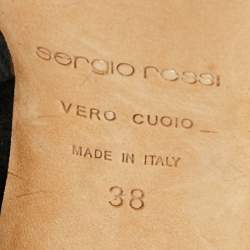 sergio rossi
VERO CUOIO
MADE IN ITALY
38